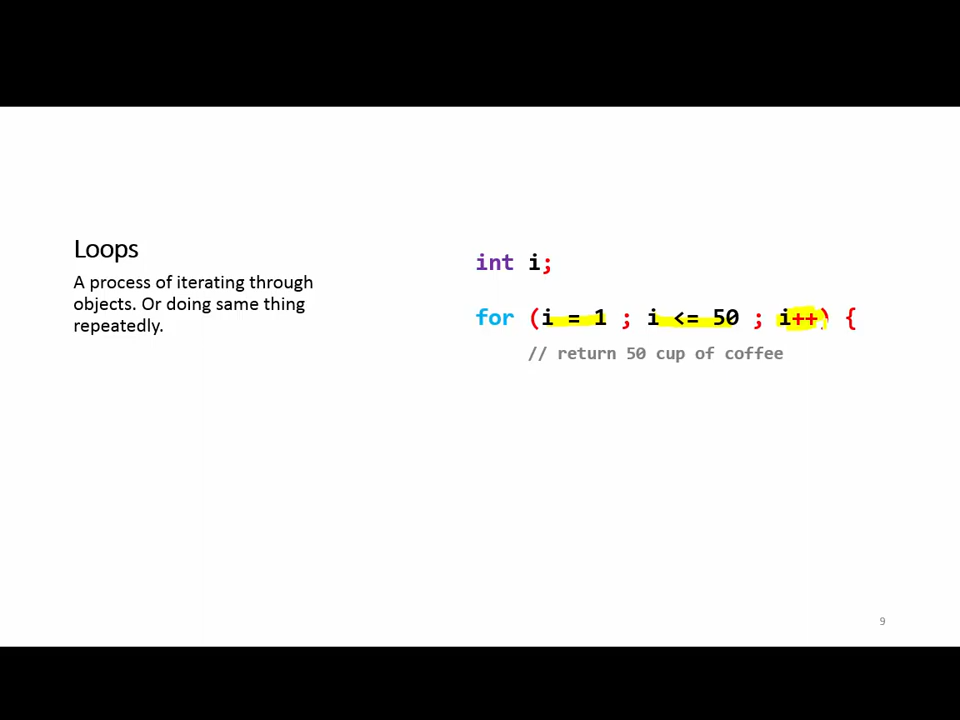 Loops
A process of iterating through
objects. Or doing same thing
repeatedly.
int i;
for (i = 1 ; i <= 50 ; i++) {
// return 50 cup of coffee
9